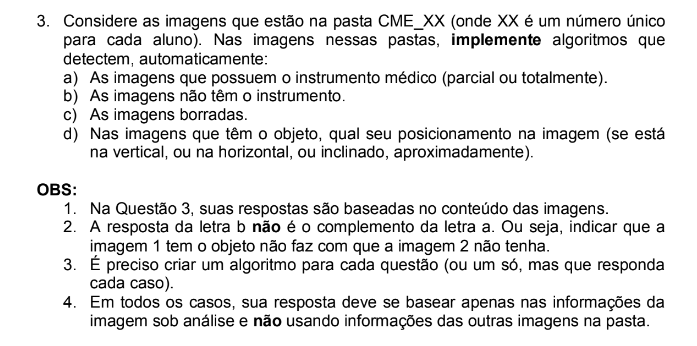 3. Considere as imagens que estão na pasta CME_XX (onde XX é um número único
para cada aluno). Nas imagens nessas pastas, implemente algoritmos que
detectem, automaticamente:
a) As imagens que possuem o instrumento médico (parcial ou totalmente).
b) As imagens não têm o instrumento.
c) As imagens borradas.
d) Nas imagens que têm o objeto, qual seu posicionamento na imagem (se está
na vertical, ou na horizontal, ou inclinado, aproximadamente).
OBS:
1. Na Questão 3, suas respostas são baseadas no conteúdo das imagens.
2. A resposta da letra b não é o complemento da letra a. Ou seja, indicar que a
imagem 1 tem o objeto não faz com que a imagem 2 não tenha.
3. É preciso criar um algoritmo para cada questão (ou um só, mas que responda
cada caso).
4. Em todos os casos, sua resposta deve se basear apenas nas informações da
imagem sob análise e não usando informações das outras imagens na pasta.